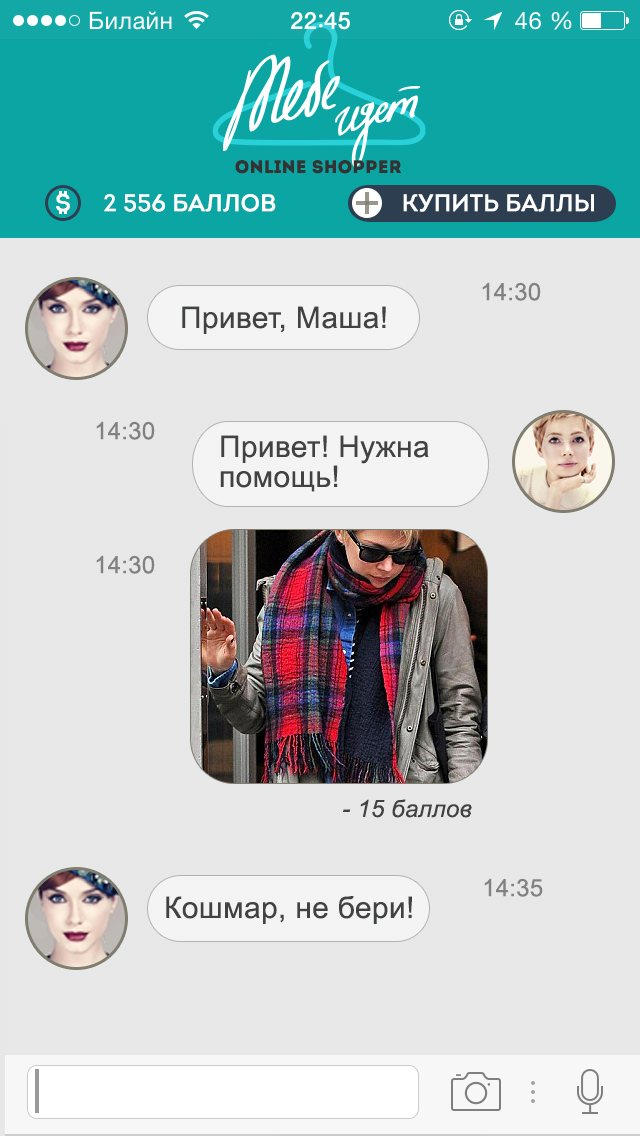 Билайн 22:45 46 %
Тебе
идет
ONLINE SHOPPER
2 556 БАЛЛОВ КУПИТЬ БАЛЛЫ
Привет, Маша! 14:30
14:30 Привет! Нужна
помощь!
14:30
- 15 баллов
Кошмар, не бери! 14:35